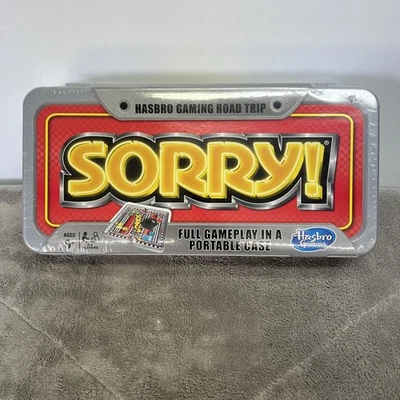 HASBRO GAMING ROAD TRIP
SORRY!®
FULL GAMEPLAY IN A
PORTABLE CASE
Hasbro
Gaming
AGES